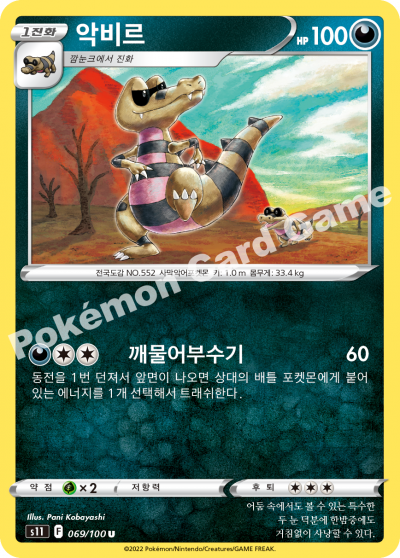 1진화
악비르
HP 100
깜눈크에서 진화
전국도감 NO.552 사막악어포켓몬 키: 1.0 m 몸무게: 33.4 kg
Pokémon Card Game
깨물어부수기 60
동전을 1번 던져서 앞면이 나오면 상대의 배틀 포켓몬에게 붙어
있는 에너지를 1개 선택해서 트래쉬한다.
약점 ×2 저항력 후퇴
Illus. Pani Kobayashi
s11 F 069/100 U
어둠 속에서도 볼 수 있는 특수한
두 눈 덕분에 한밤중에도
거침없이 사냥할 수 있다.
©2022 Pokémon/Nintendo/Creatures/GAME FREAK.